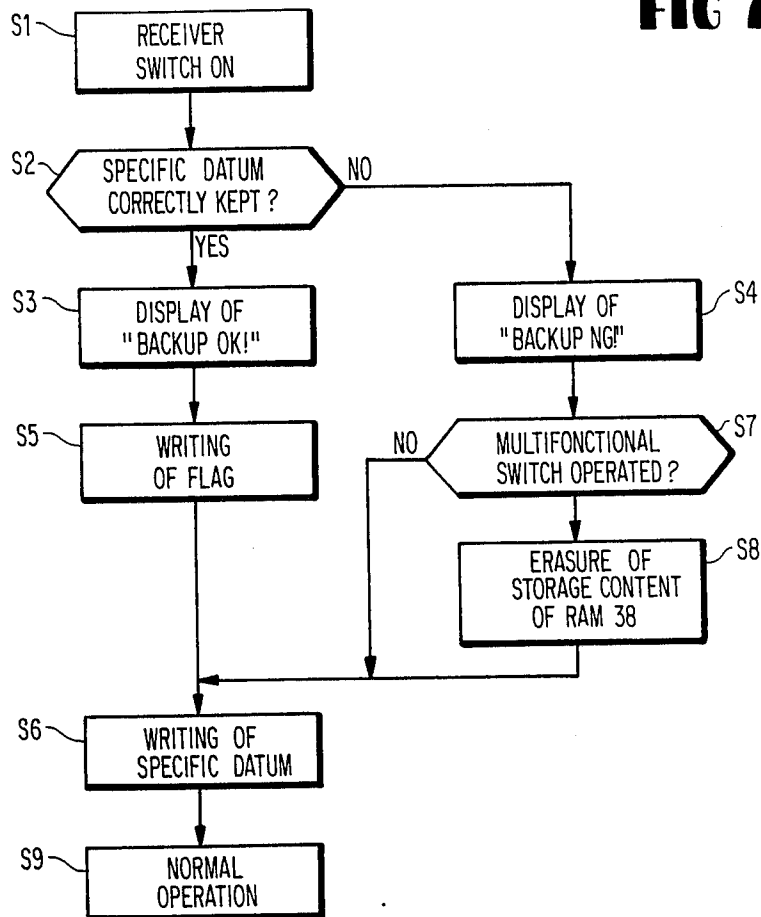 FIG 7
S1
RECEIVER
SWITCH ON
S2
SPECIFIC DATUM
CORRECTLY KEPT ?
NO
YES
S3
DISPLAY OF
"BACKUP OK!"
S4
DISPLAY OF
"BACKUP NG!"
S5
WRITING
OF FLAG
NO
S7
MULTIFONCTIONAL
SWITCH OPERATED ?
S8
ERASURE OF
STORAGE CONTENT
OF RAM 38
S6
WRITING OF
SPECIFIC DATUM
S9
NORMAL
OPERATION